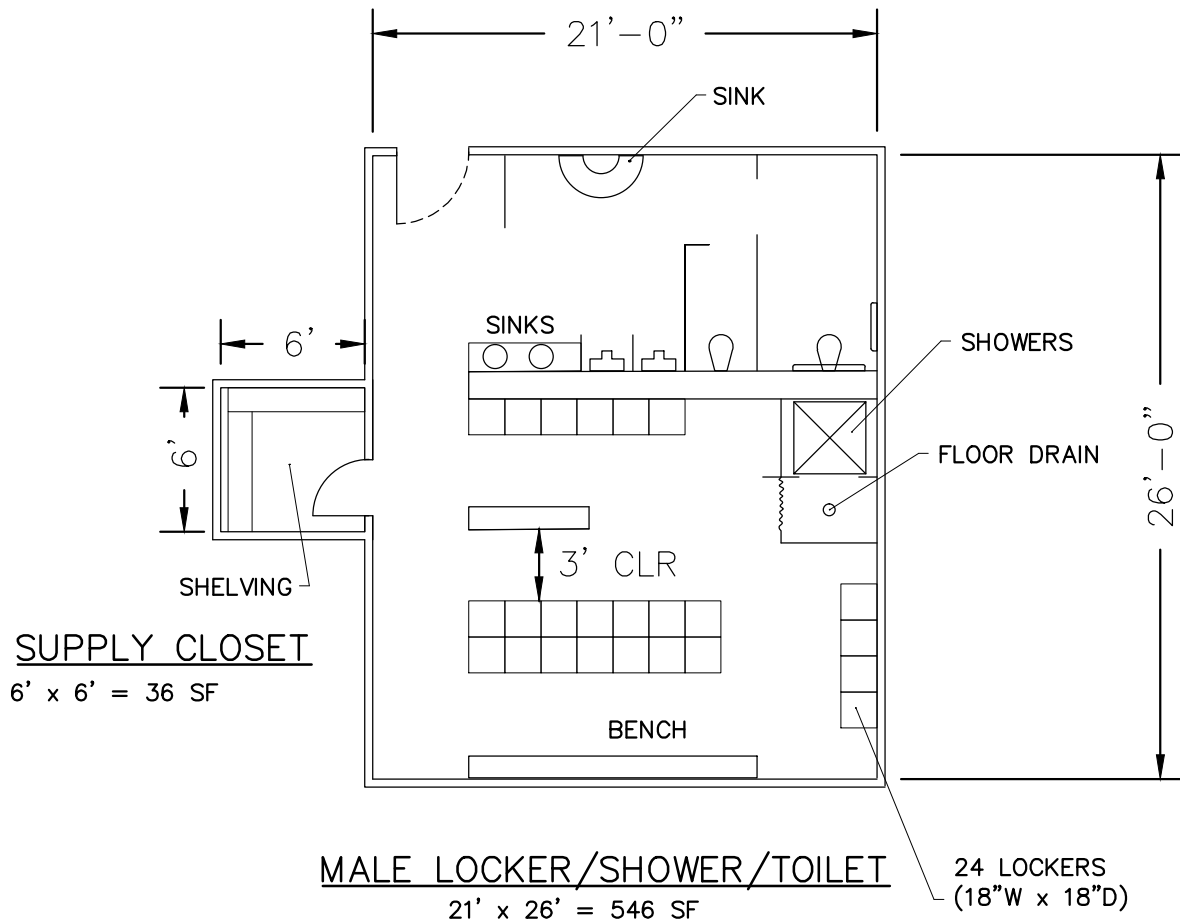 21'-0"
SINK
SINKS
6'
SHOWERS
6'
FLOOR DRAIN
26'-0"
3' CLR
SHELVING
SUPPLY CLOSET
6' x 6' = 36 SF
BENCH
MALE LOCKER/SHOWER/TOILET
21' x 26' = 546 SF
24 LOCKERS
(18"W x 18"D)